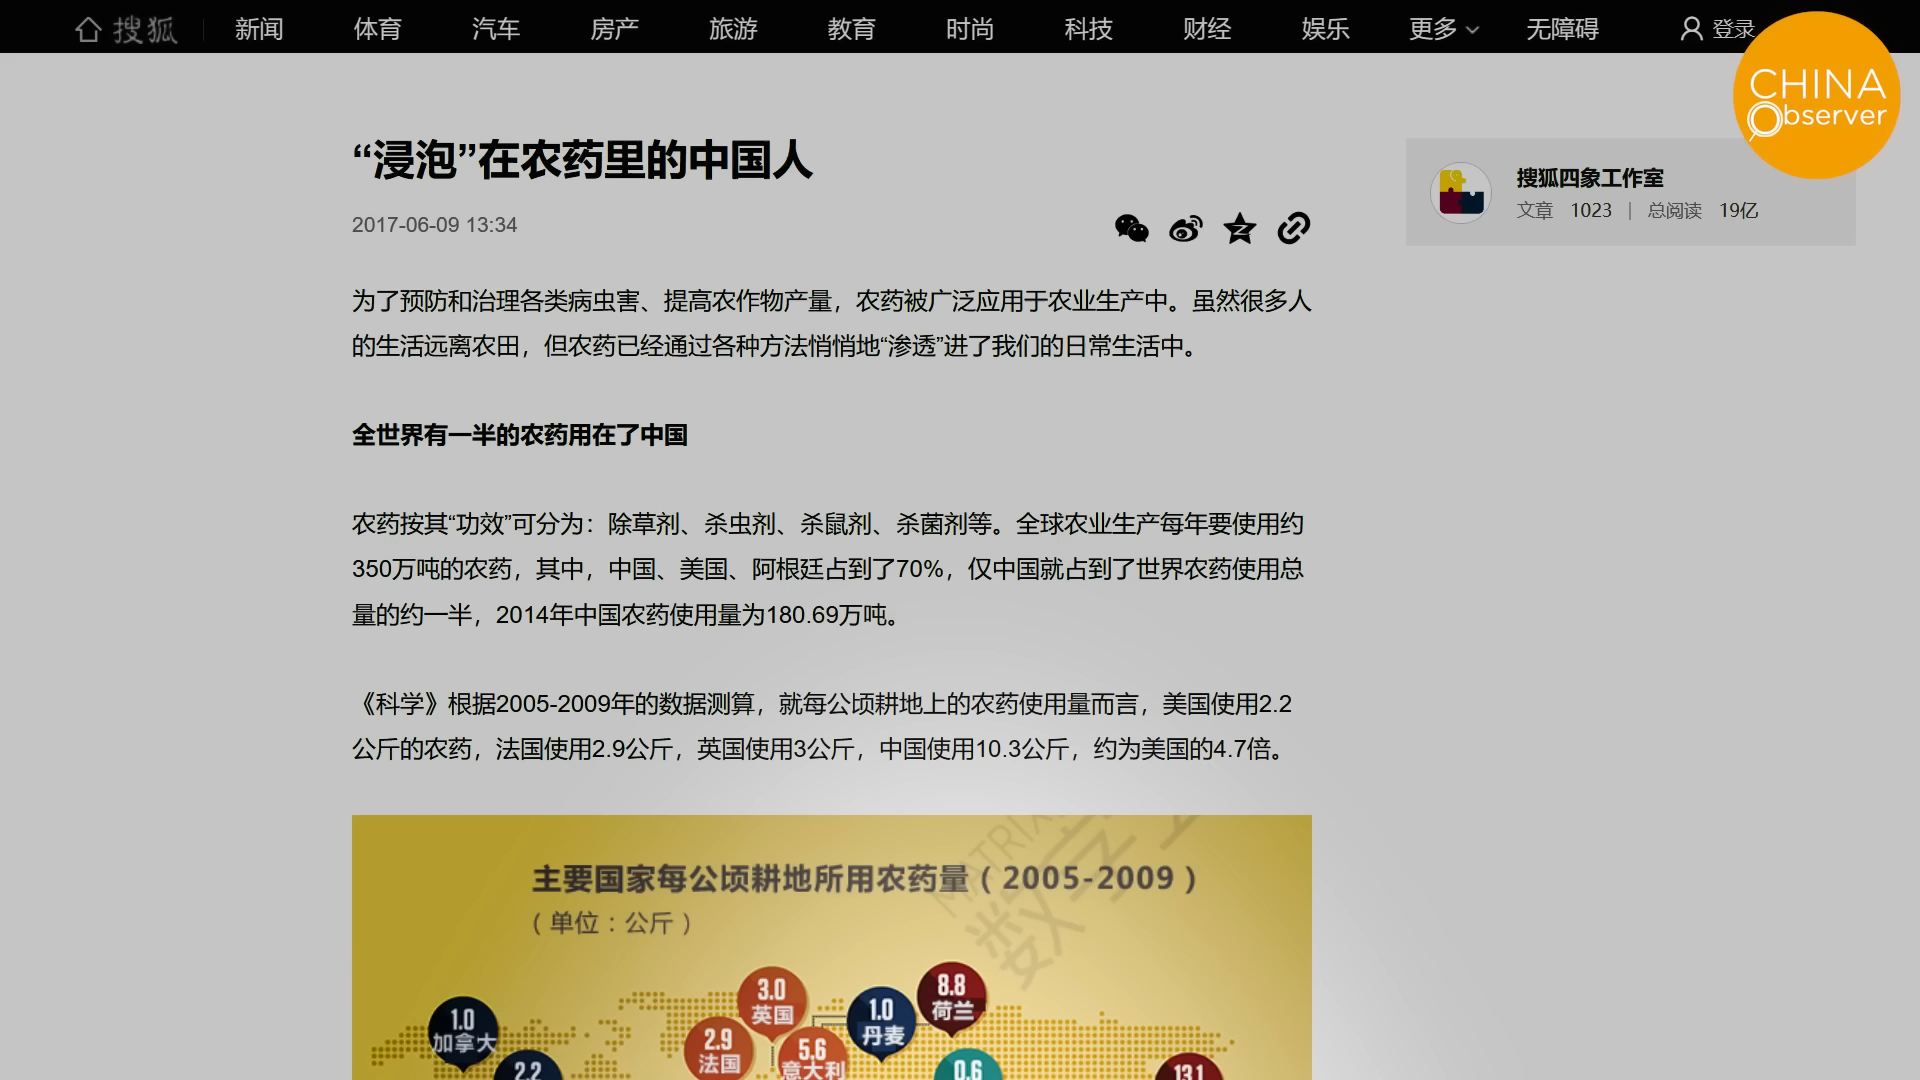 搜狐 新闻 体育 汽车 房产 旅游 教育 时尚 科技 财经 娱乐 更多 无障碍 登录
CHINA
Observer
“浸泡”在农药里的中国人
2017-06-09 13:34
搜狐四象工作室
文章 1023 | 总阅读 19亿
为了预防和治理各类病虫害、提高农作物产量，农药被广泛应用于农业生产中。虽然很多人
的生活远离农田，但农药已经通过各种方法悄悄地“渗透”进了我们的日常生活中。
全世界有一半的农药用在了中国
农药按其“功效”可分为：除草剂、杀虫剂、杀鼠剂、杀菌剂等。全球农业生产每年要使用约
350万吨的农药，其中，中国、美国、阿根廷占到了70%，仅中国就占到了世界农药使用总
量的约一半，2014年中国农药使用量为180.69万吨。
《科学》根据2005-2009年的数据测算，就每公顷耕地上的农药使用量而言，美国使用2.2
公斤的农药，法国使用2.9公斤，英国使用3公斤，中国使用10.3公斤，约为美国的4.7倍。
主要国家每公顷耕地所用农药量（2005-2009）
（单位：公斤）
MATRIX
数字
8.8
荷兰
3.0
英国
1.0
丹麦
1.0
加拿大
2.9
法国
5.6
意大利
2.2
0.6
13.1